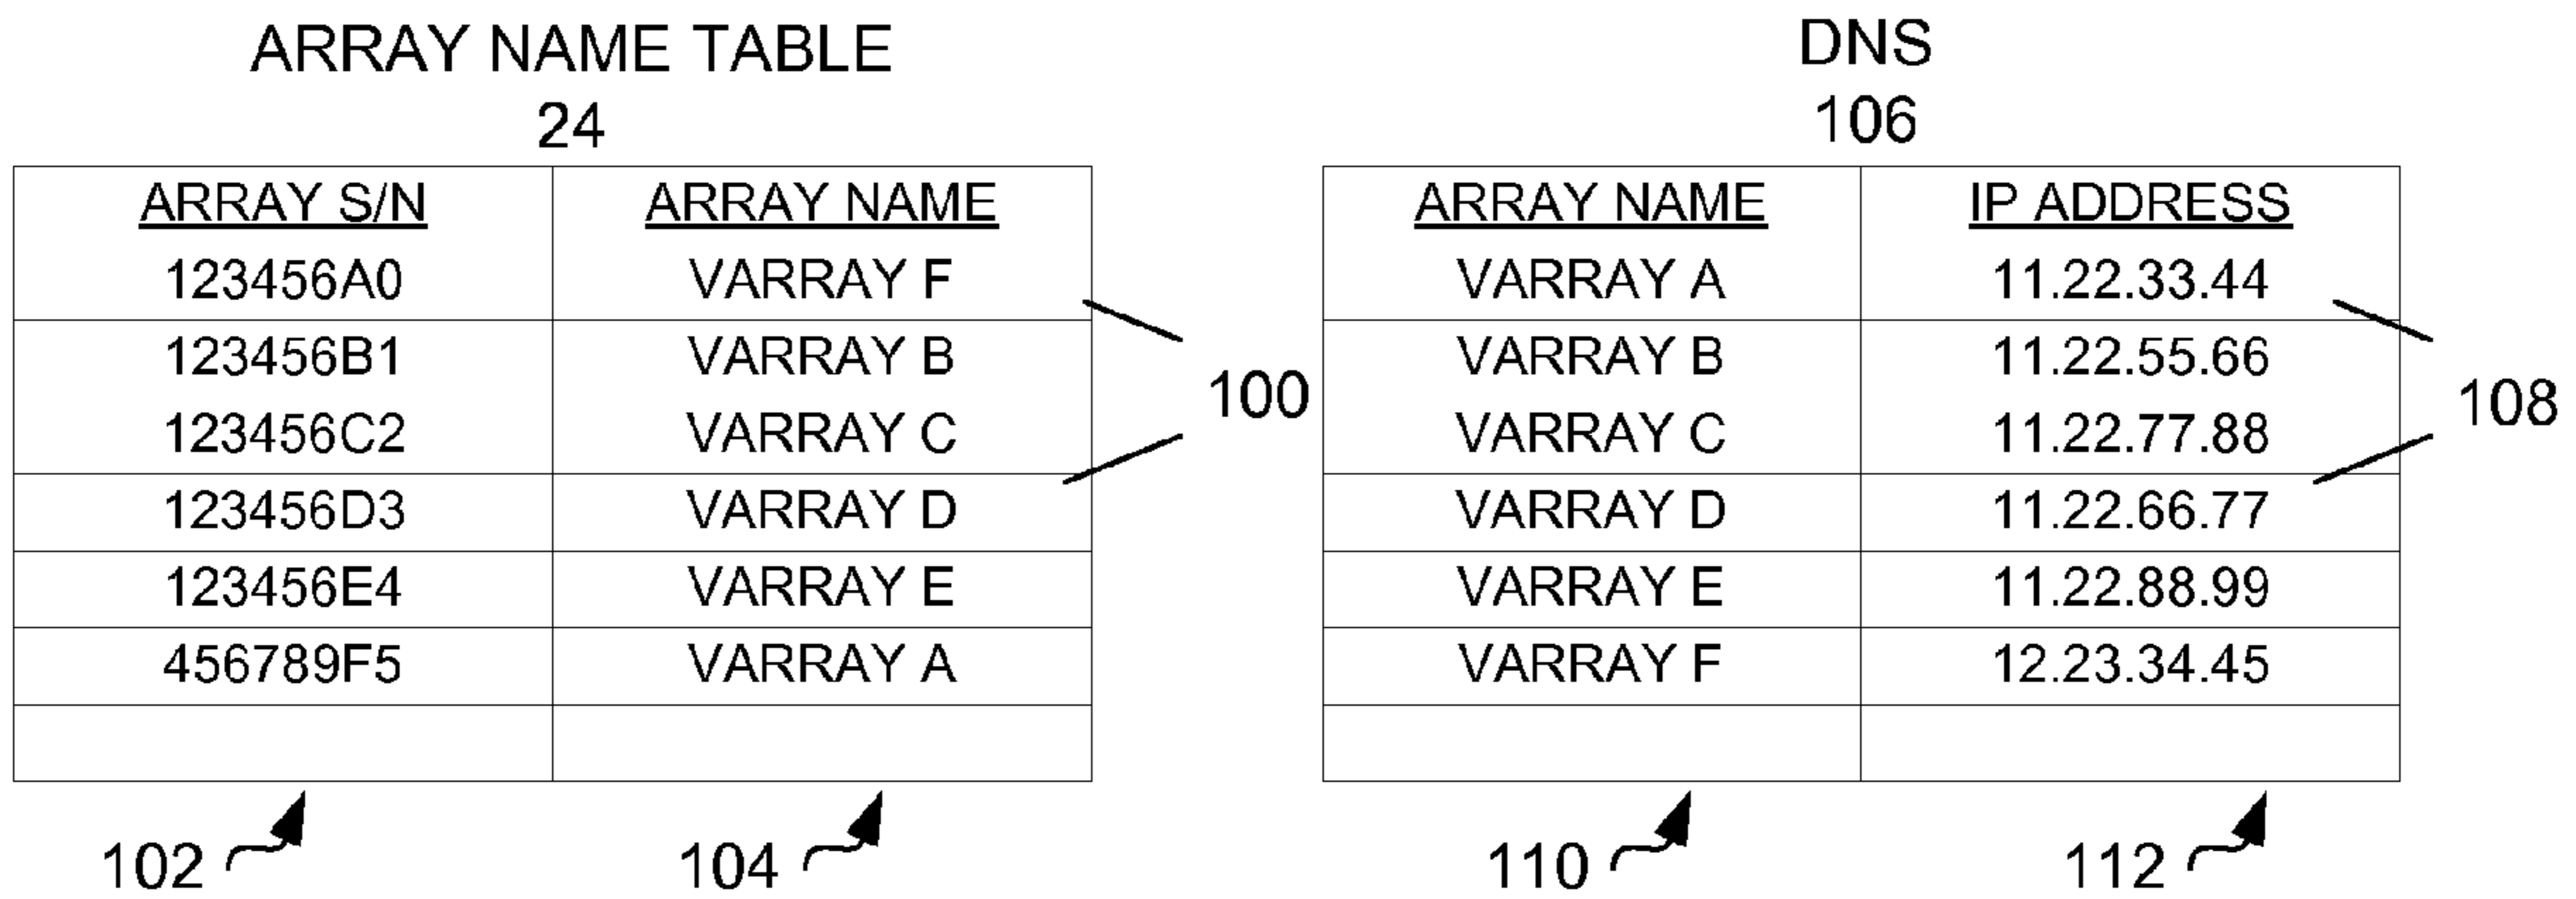 ARRAY NAME TABLE
24
ARRAY S/N ARRAY NAME
123456A0 VARRAY F
123456B1 VARRAY B
123456C2 VARRAY C
123456D3 VARRAY D
123456E4 VARRAY E
456789F5 VARRAY A
100
102 104
DNS
106
ARRAY NAME IP ADDRESS
VARRAY A 11.22.33.44
VARRAY B 11.22.55.66
VARRAY C 11.22.77.88
VARRAY D 11.22.66.77
VARRAY E 11.22.88.99
VARRAY F 12.23.34.45
108
110 112